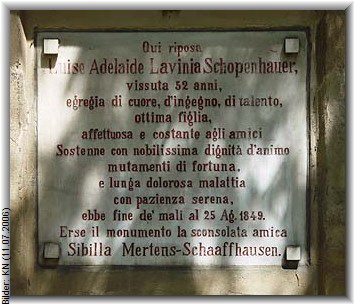 Qui riposa
Luise Adelaide Lavinia Schopenhauer,
vissuta 52 anni,
egregia di cuore, d'ingegno, di talento,
ottima figlia,
affettuosa e costante agli amici
Sostenne con nobilissima dignità d'animo
mutamenti di fortuna,
e lunga dolorosa malattia
con pazienza serena,
ebbe fine de' mali al 25 Ag. 1849.
Erse il monumento la sconsolata amica
Sibilla Mertens-Schaaffhausen.
Bilder: KN (11 07 2006)